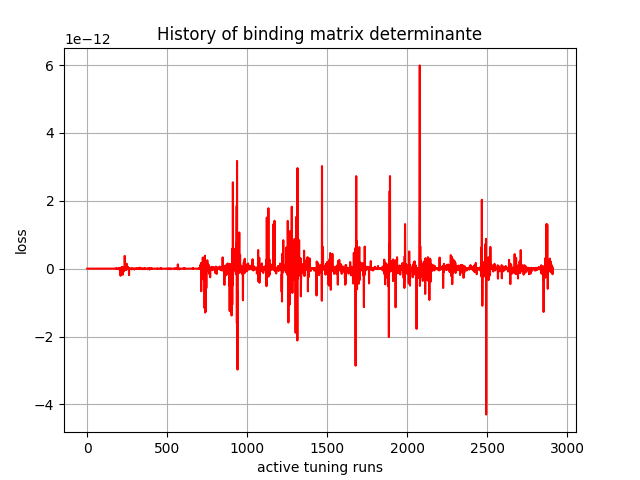 History of binding matrix determinante
1e−12
6
4
2
0
−2
−4
loss
0 500 1000 1500 2000 2500 3000
active tuning runs